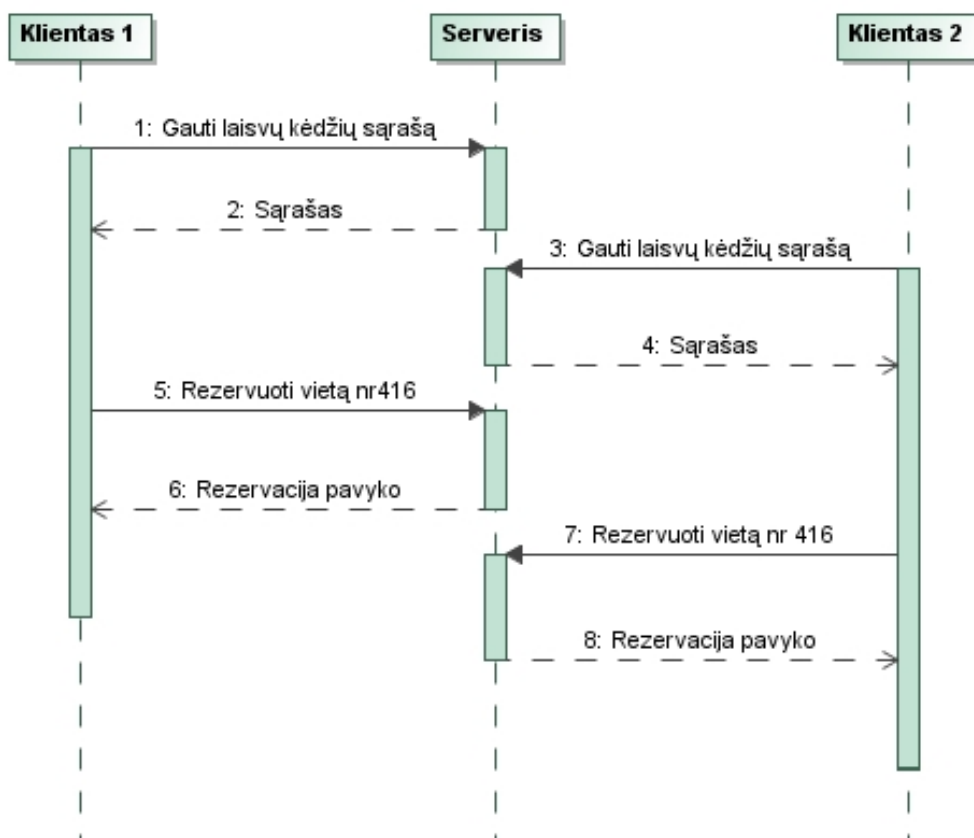 Klientas 1
Serveris
Klientas 2
1: Gauti laisvų kėdžių sąrašą
2: Sąrašas
3: Gauti laisvų kėdžių sąrašą
4: Sąrašas
5: Rezervuoti vietą nr416
6: Rezervacija pavyko
7: Rezervuoti vietą nr 416
8: Rezervacija pavyko